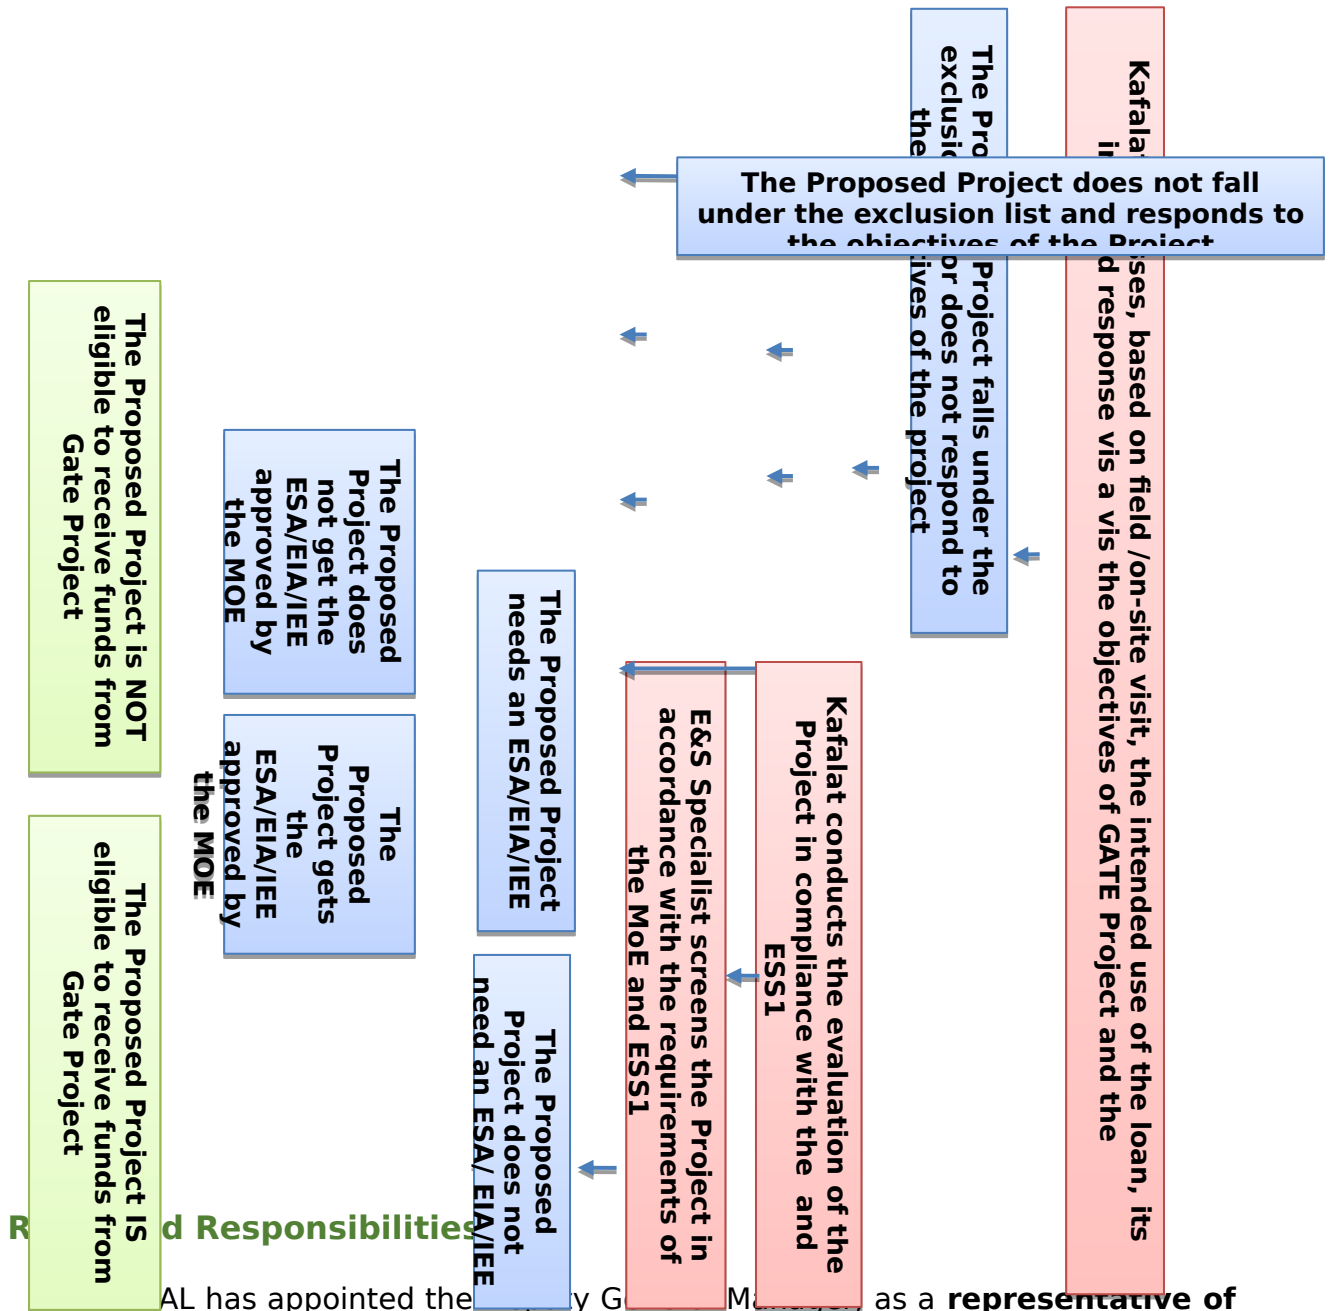 Kafalat
ses, based on field /on-site visit, the intended use of the loan, its
d response vis a vis the objectives of GATE Project and the
The Proposed Project does not fall
under the exclusion list and responds to
the objectives of the Project
The Project falls under the
or does not respond to
the objectives of the project
Kafalat conducts the evaluation of the
Project in compliance with the and
ESS1
E&S Specialist screens the Project in
accordance with the requirements of
the MoE and ESS1
The Proposed Project
needs an ESA/EIA/IEE
The Proposed
Project does not
need an ESA/ EIA/IEE
The Proposed
Project does
not get the
ESA/EIA/IEE
approved by
the MOE
The
Proposed
Project gets
the
ESA/EIA/IEE
approved by
the MOE
The Proposed Project is NOT
eligible to receive funds from
Gate Project
The Proposed Project IS
eligible to receive funds from
Gate Project
d Responsibilities
AL has appointed the Manager, as a representative of